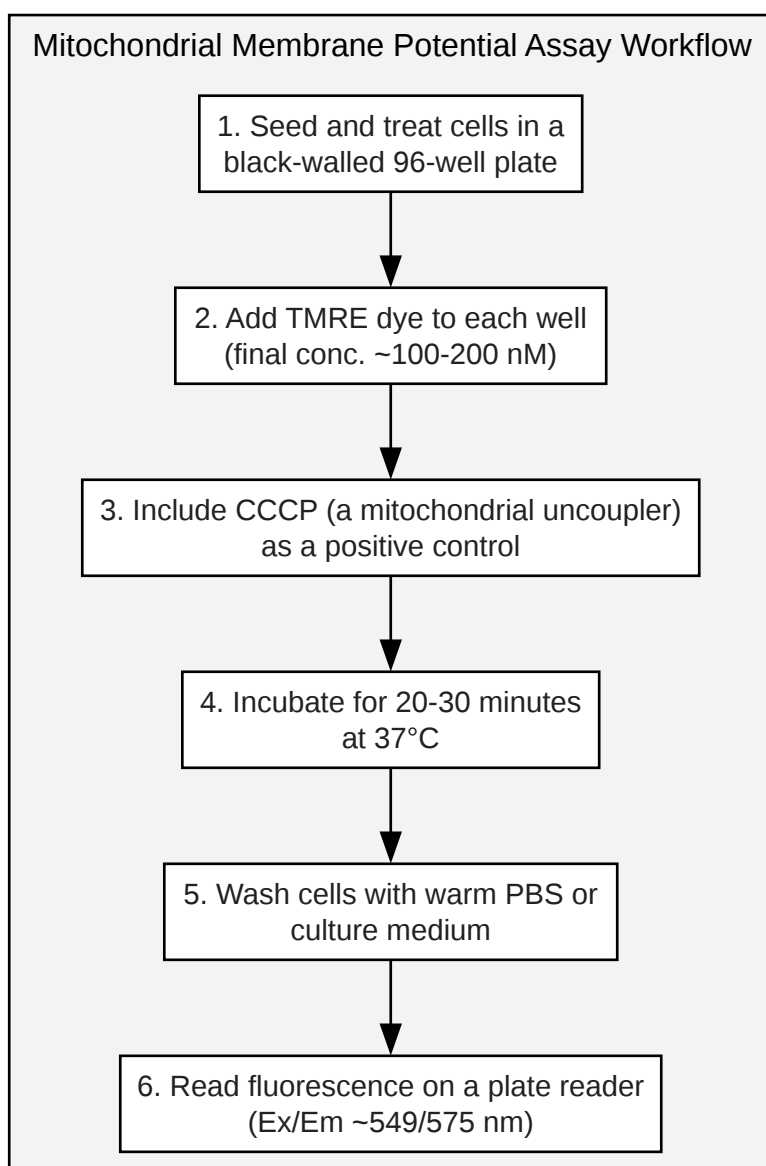 Mitochondrial Membrane Potential Assay Workflow
1. Seed and treat cells in a
black-walled 96-well plate
2. Add TMRE dye to each well
(final conc. ~100-200 nM)
3. Include CCCP (a mitochondrial uncoupler)
as a positive control
4. Incubate for 20-30 minutes
at 37°C
5. Wash cells with warm PBS or
culture medium
6. Read fluorescence on a plate reader
(Ex/Em ~549/575 nm)